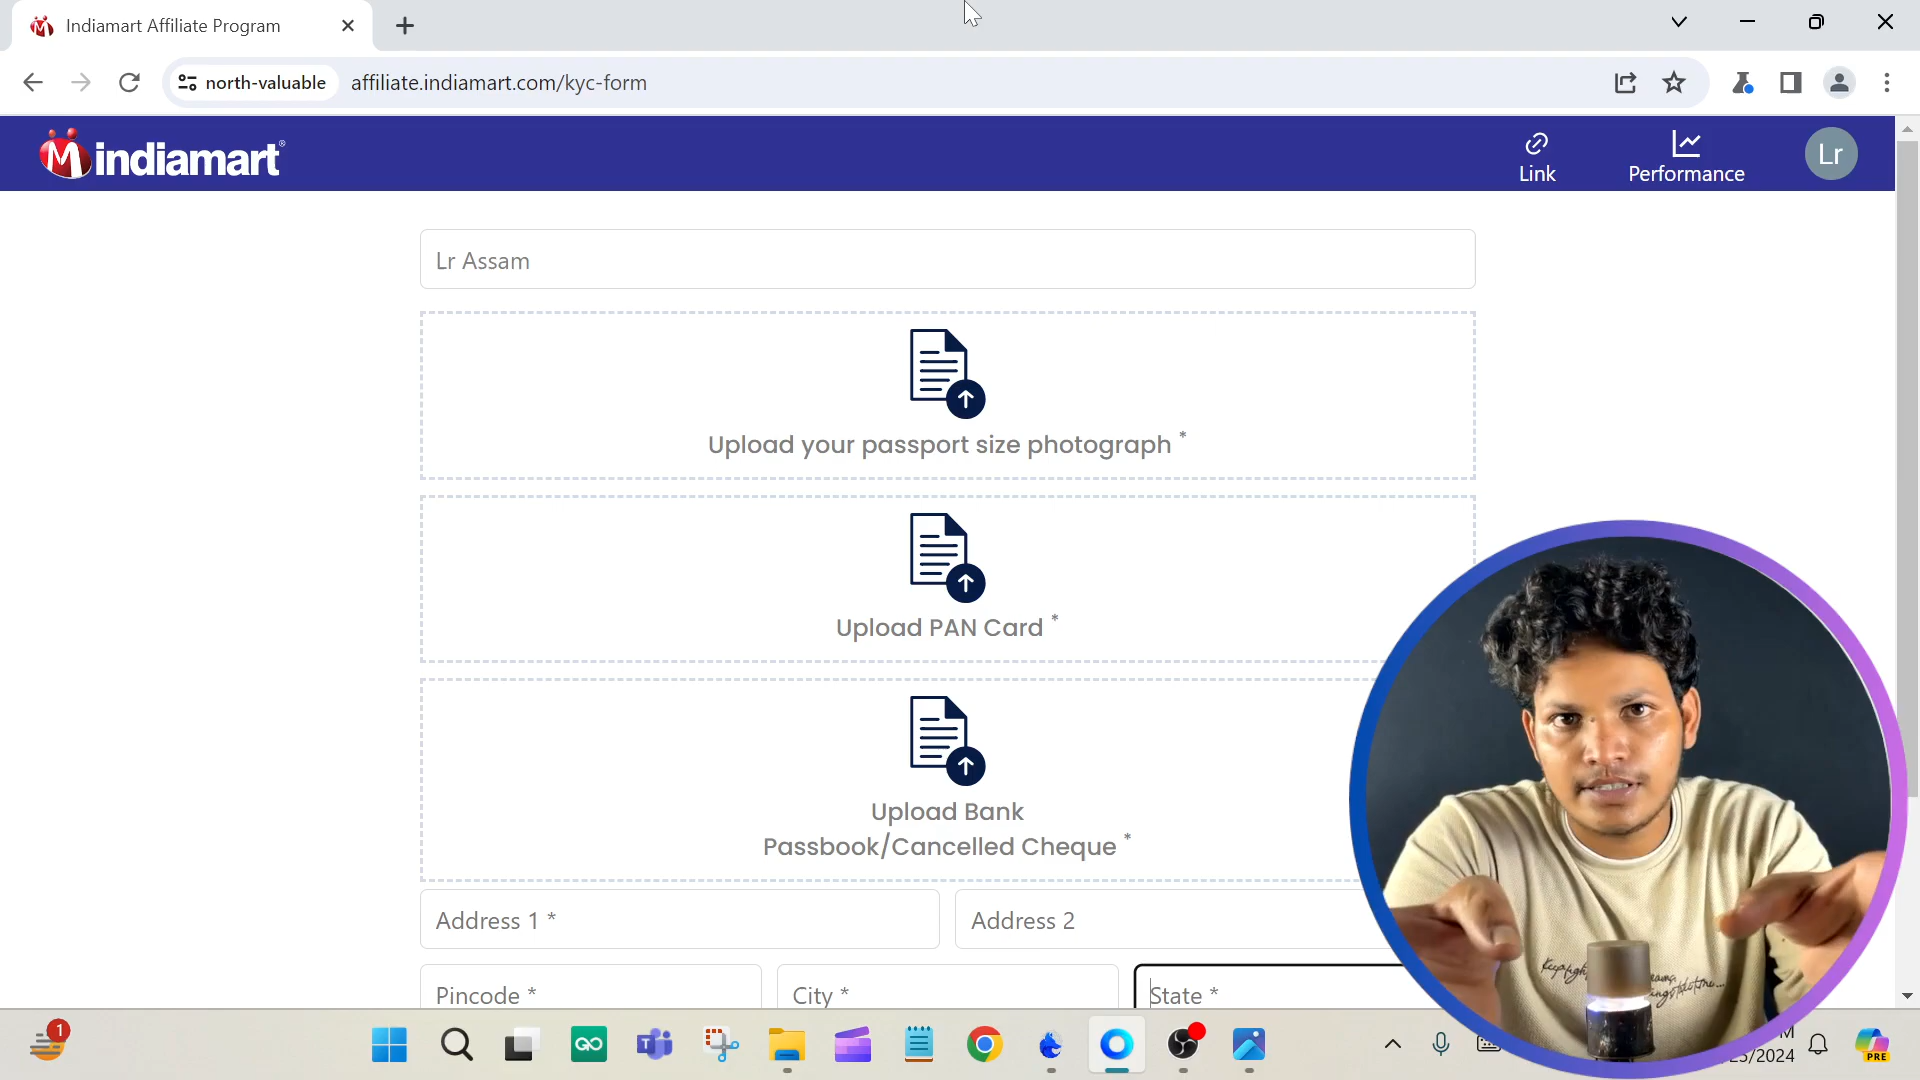 Indiamart Affiliate Program
north-valuable affiliate.indiamart.com/kyc-form
indiamart
Link
Performance
Lr
Lr Assam
Upload your passport size photograph *
Upload PAN Card *
Upload Bank
Passbook/Cancelled Cheque *
Address 1 *
Address 2
Pincode *
City *
State *
1
PRE
/2024